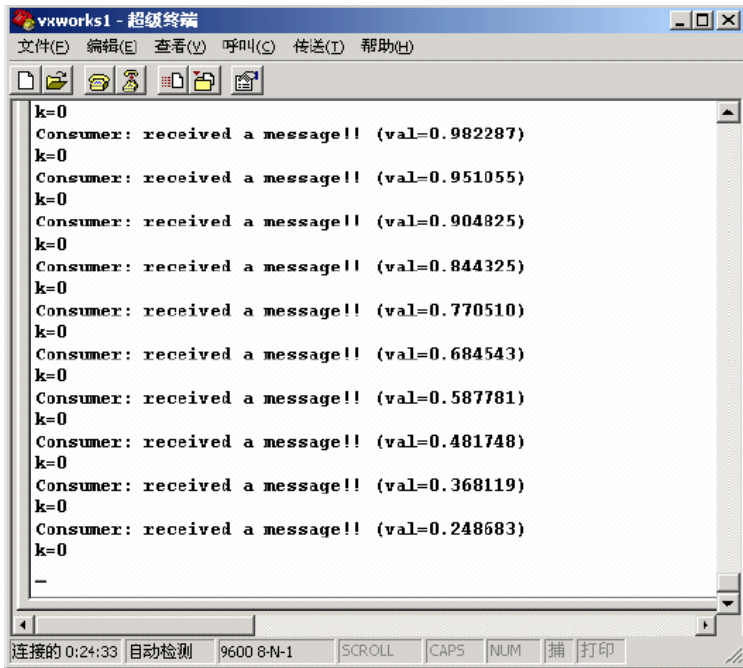 vxworks1 - 超级终端
文件(F) 编辑(E) 查看(V) 呼叫(C) 传送(T) 帮助(H)
k=0
Consumer: received a message!! (val=0.982287)
k=0
Consumer: received a message!! (val=0.951055)
k=0
Consumer: received a message!! (val=0.904825)
k=0
Consumer: received a message!! (val=0.844325)
k=0
Consumer: received a message!! (val=0.770510)
k=0
Consumer: received a message!! (val=0.684543)
k=0
Consumer: received a message!! (val=0.587781)
k=0
Consumer: received a message!! (val=0.481748)
k=0
Consumer: received a message!! (val=0.368119)
k=0
Consumer: received a message!! (val=0.248683)
k=0
_
连接的 0:24:33 自动检测 9600 8-N-1 SCROLL CAPS NUM 捕 打印